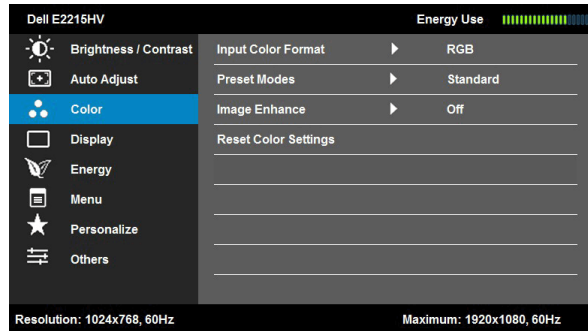 Dell E2215HV Energy Use
Brightness / Contrast Input Color Format RGB
Auto Adjust Preset Modes Standard
Color Image Enhance Off
Display Reset Color Settings
Energy
Menu
Personalize
Others
Resolution: 1024x768, 60Hz Maximum: 1920x1080, 60Hz